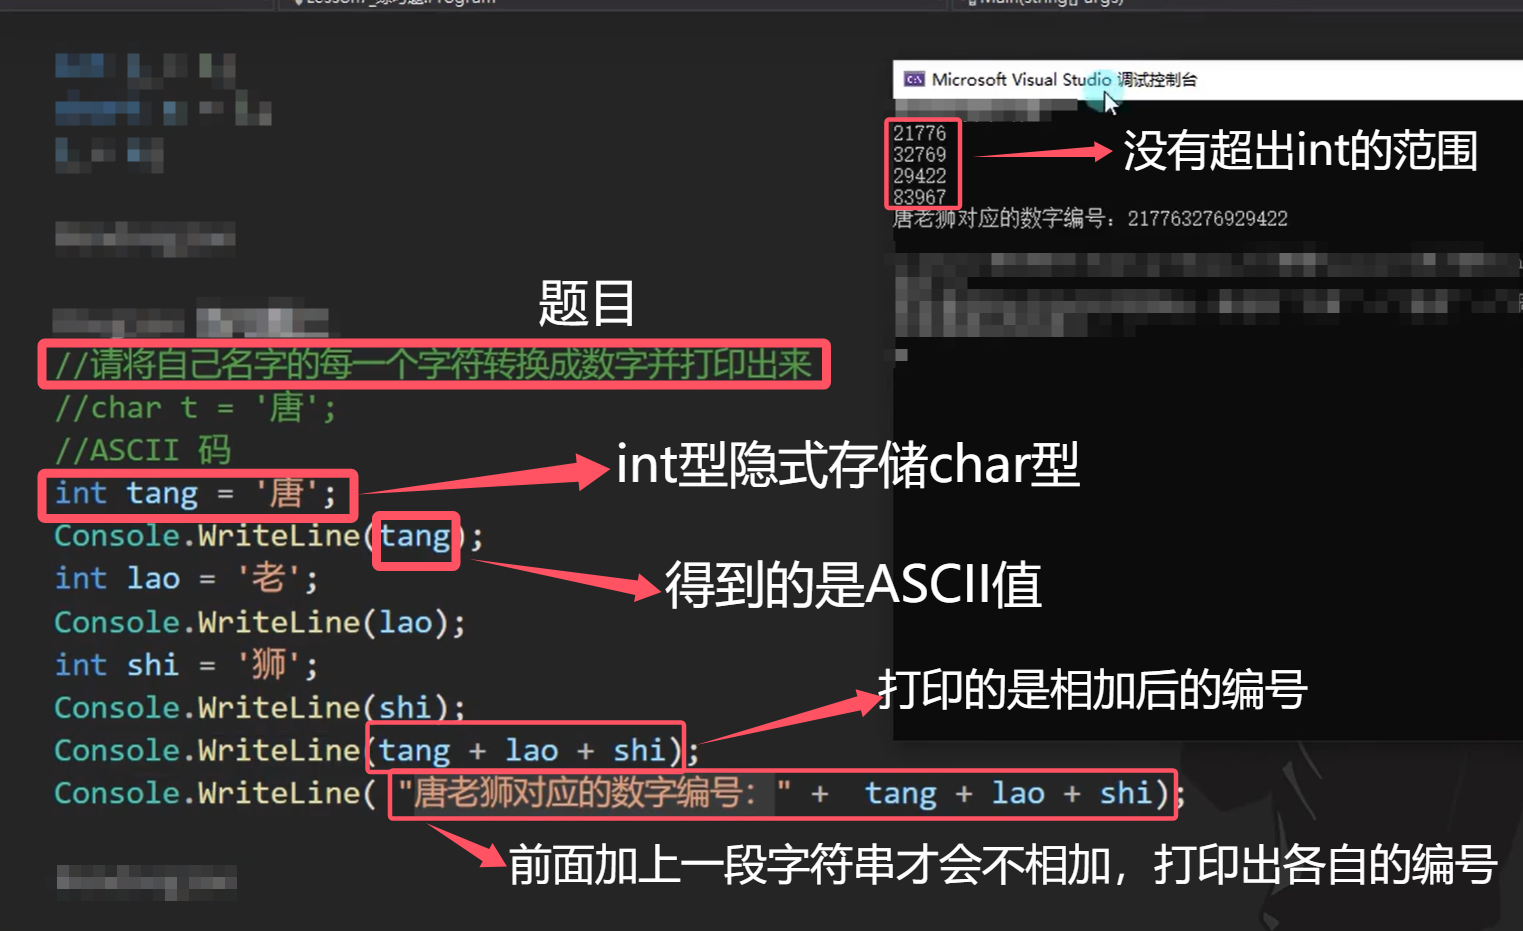 Microsoft Visual Studio 调试控制台
21776
32769
29422
83967
唐老狮对应的数字编号：217763276929422
没有超出int的范围
题目
//请将自己名字的每一个字符转换成数字并打印出来
//char t = '唐';
//ASCII 码
int tang = '唐';
int型隐式存储char型
Console.WriteLine(tang);
int lao = '老';
得到的是ASCII值
Console.WriteLine(lao);
int shi = '狮';
打印的是相加后的编号
Console.WriteLine(shi);
Console.WriteLine(tang + lao + shi);
Console.WriteLine( "唐老狮对应的数字编号：" +  tang + lao + shi);
前面加上一段字符串才会不相加，打印出各自的编号